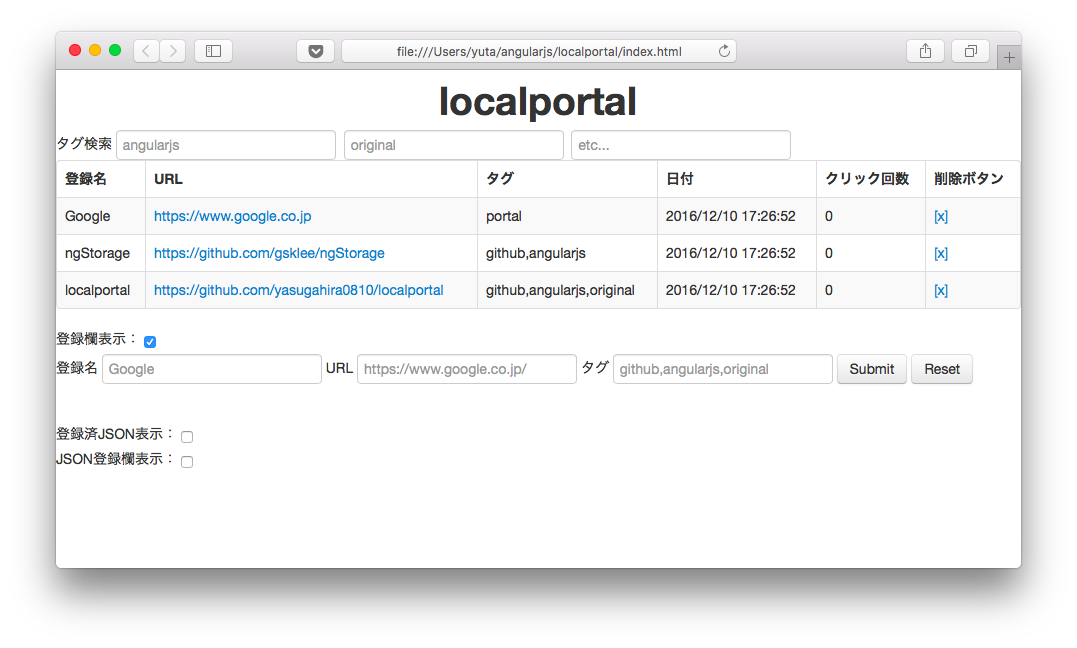 file:///Users/yuta/angularjs/localportal/index.html
localportal
タグ検索 angularjs original etc...
登録名 URL タグ 日付 クリック回数 削除ボタン
Google https://www.google.co.jp portal 2016/12/10 17:26:52 0 [x]
ngStorage https://github.com/gsklee/ngStorage github,angularjs 2016/12/10 17:26:52 0 [x]
localportal https://github.com/yasugahira0810/localportal github,angularjs,original 2016/12/10 17:26:52 0 [x]
登録欄表示：
登録名 Google URL https://www.google.co.jp/ タグ github,angularjs,original Submit Reset
登録済JSON表示：
JSON登録欄表示：